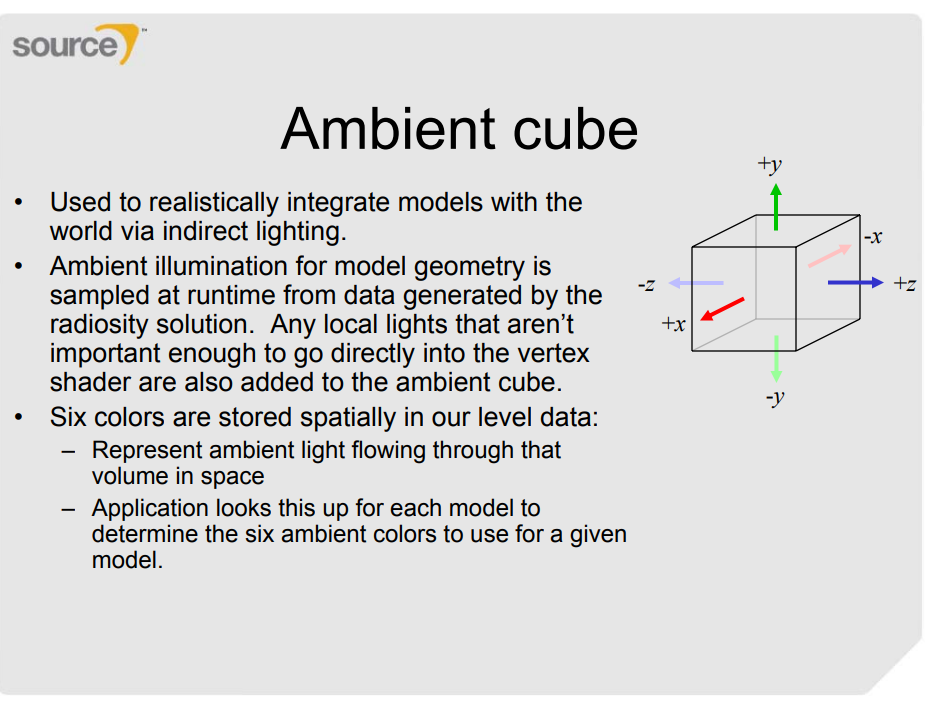 source™
Ambient cube
• Used to realistically integrate models with the
world via indirect lighting.
• Ambient illumination for model geometry is
sampled at runtime from data generated by the
radiosity solution.  Any local lights that aren’t
important enough to go directly into the vertex
shader are also added to the ambient cube.
• Six colors are stored spatially in our level data:
– Represent ambient light flowing through that
volume in space
– Application looks this up for each model to
determine the six ambient colors to use for a given
model.
+y
-x
-z
+z
+x
-y